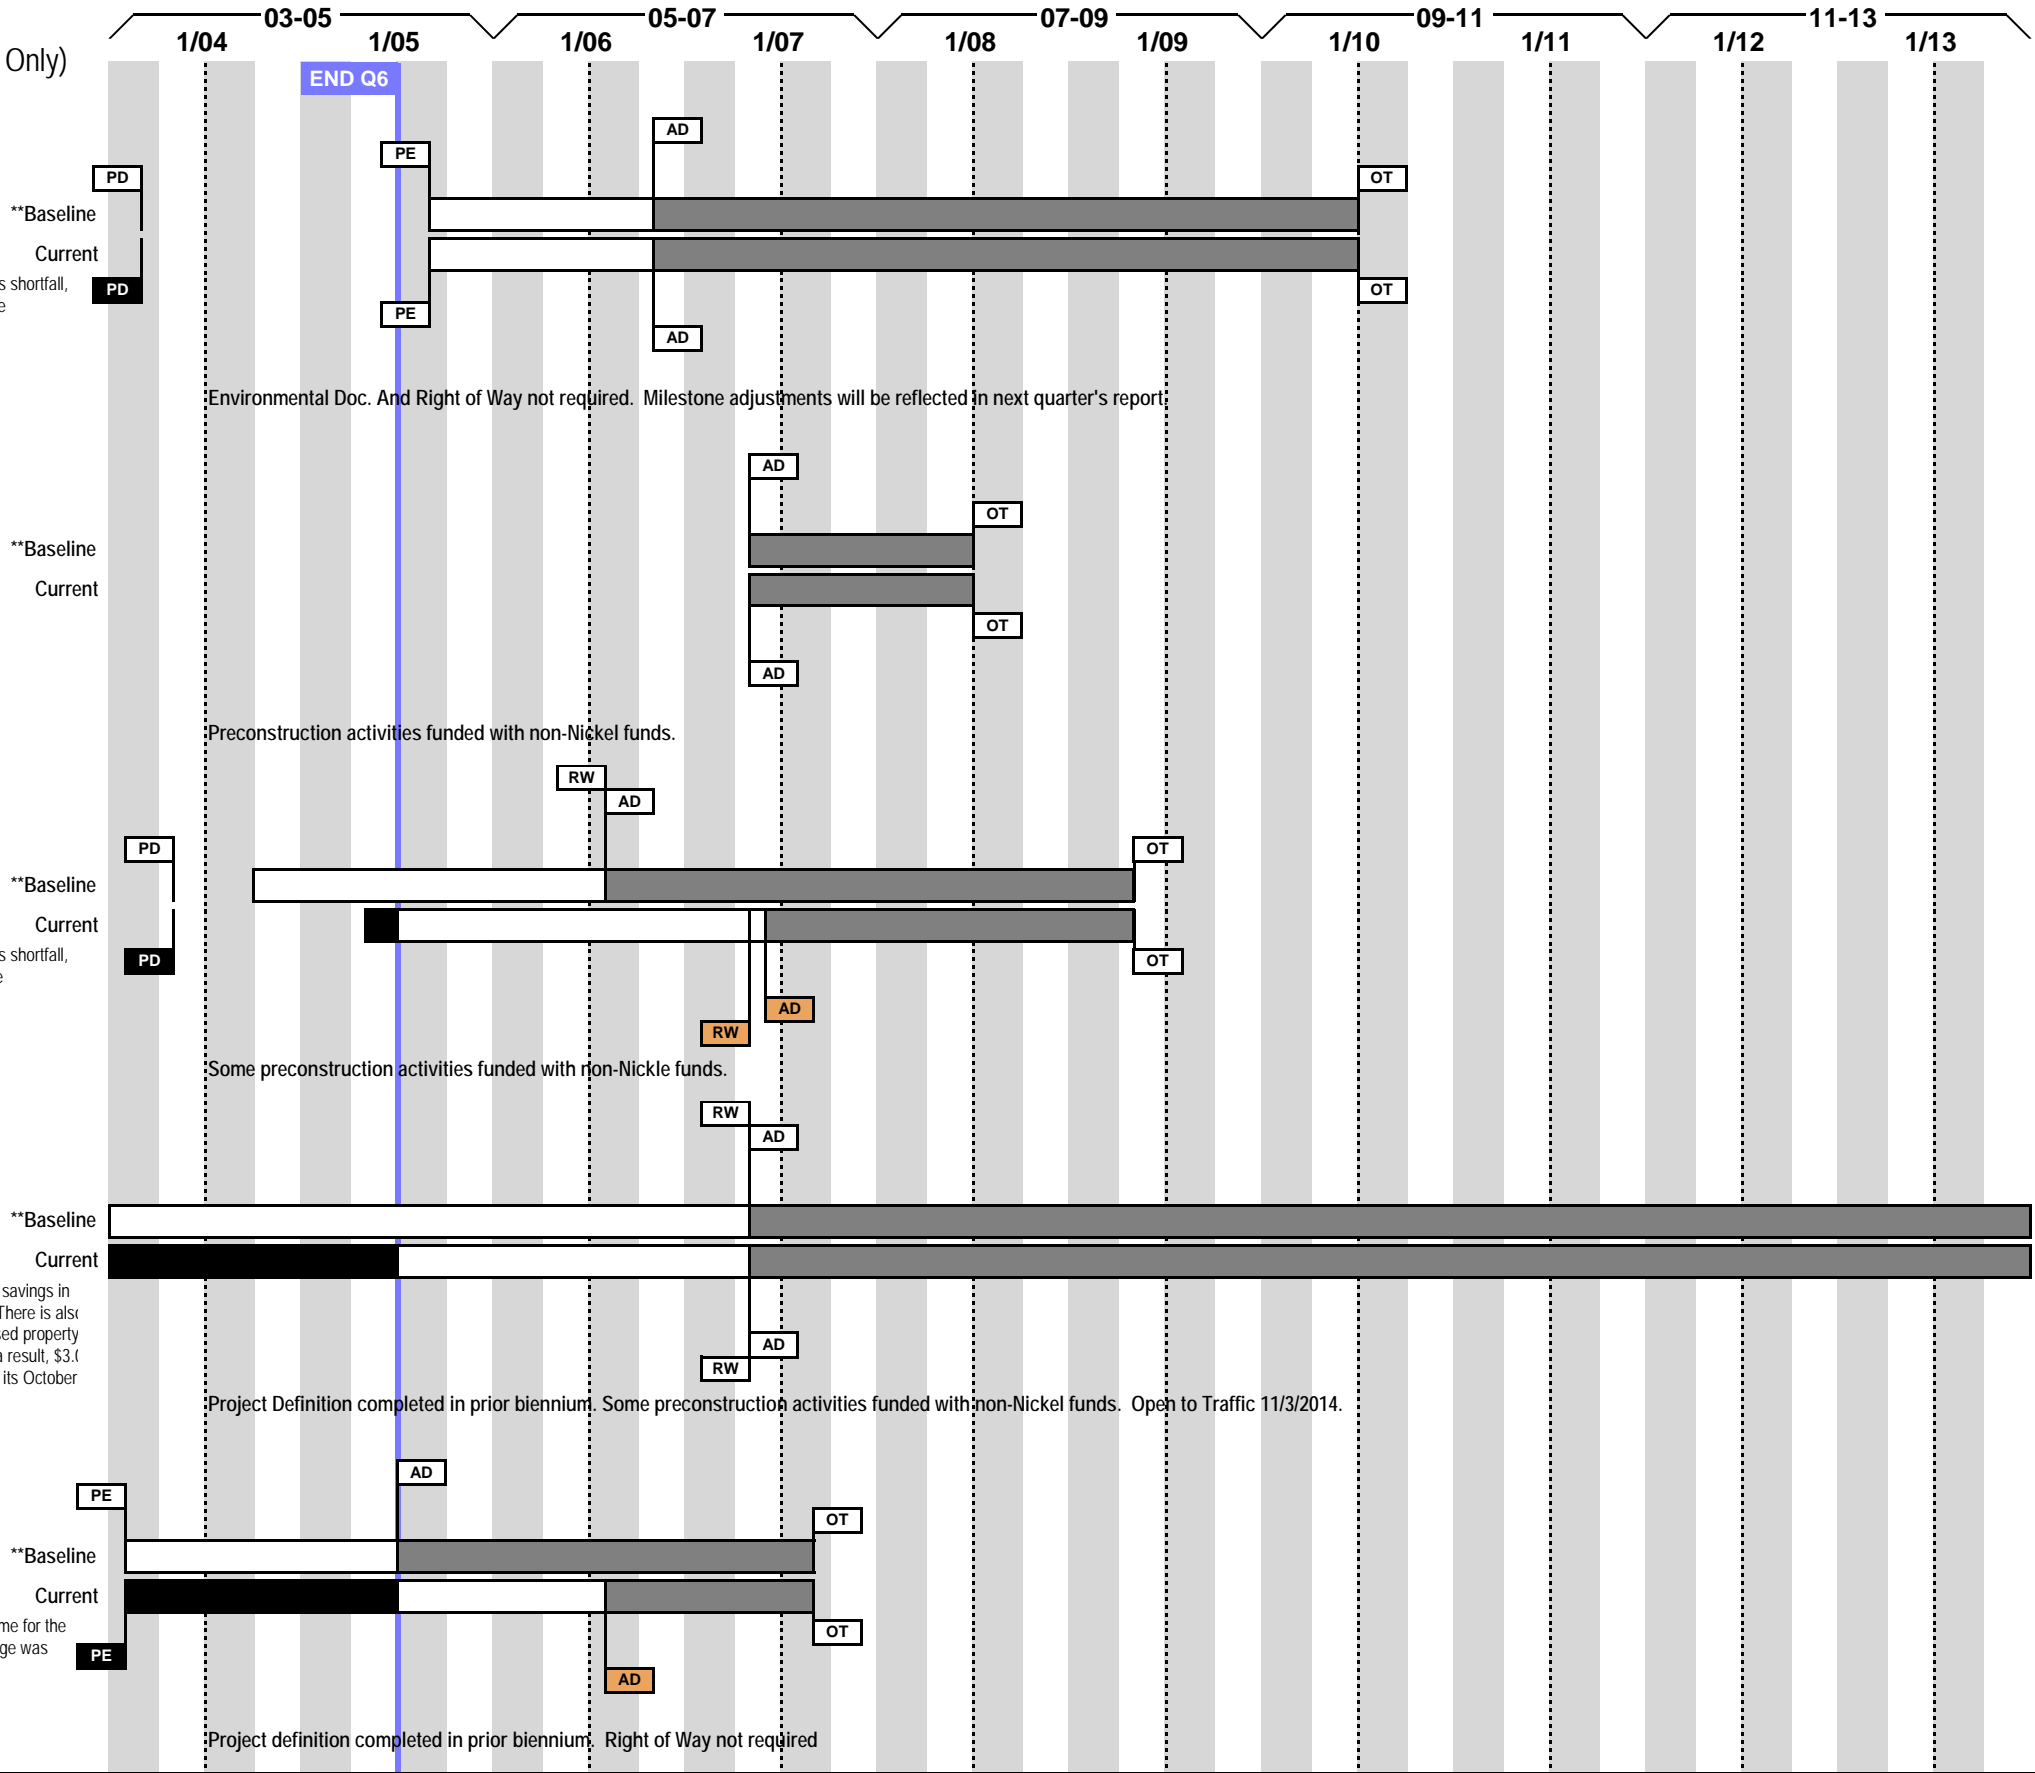 03-05 05-07 07-09 09-11 11-13
1/04 1/05 1/06 1/07 1/08 1/09 1/10 1/11 1/12 1/13
Only)
END Q6
AD
PE
PD OT
**Baseline
Current
s shortfall,
e
PD OT
PE
AD
Environmental Doc. And Right of Way not required. Milestone adjustments will be reflected in next quarter's report.
AD
OT
**Baseline
Current
OT
AD
Preconstruction activities funded with non-Nickel funds.
RW
AD
PD OT
**Baseline
Current
s shortfall,
e
PD OT
AD
RW
Some preconstruction activities funded with non-Nickle funds.
RW
AD
**Baseline
Current
savings in
There is also
sed property
a result, $3.0
its October
AD
RW
Project Definition completed in prior biennium. Some preconstruction activities funded with non-Nickel funds. Open to Traffic 11/3/2014.
AD
PE
OT
**Baseline
Current
me for the
ge was
OT
PE
AD
Project definition completed in prior biennium. Right of Way not required